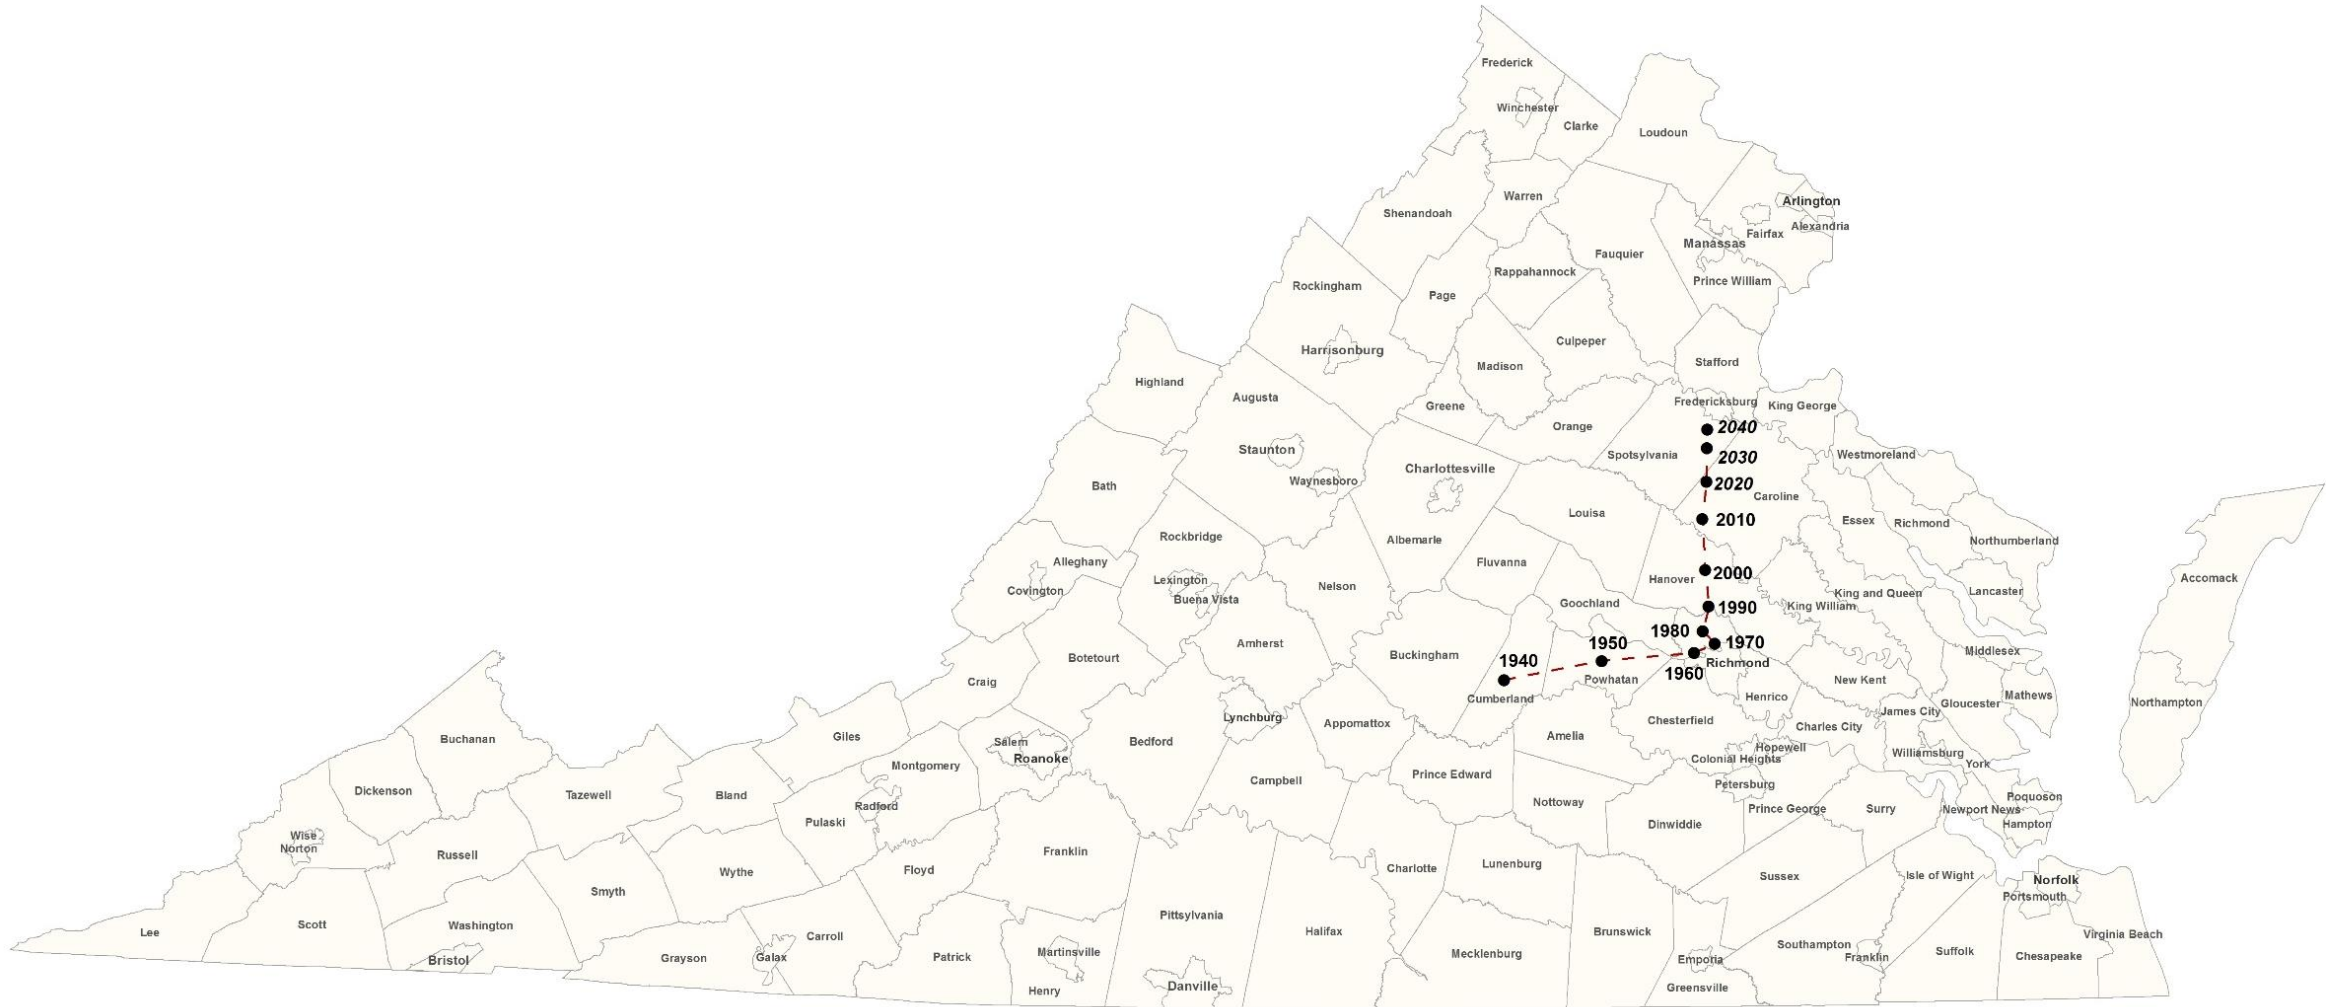 Frederick
Winchester
Clarke
Loudoun
Warren
Shenandoah
Arlington
Alexandria
Fairfax
Manassas
Fauquier
Rappahannock
Prince William
Rockingham
Page
Culpeper
Harrisonburg
Stafford
Madison
Highland
Augusta
Greene
Fredericksburg
King George
Orange
2040
Staunton
Spotsylvania
2030
Westmoreland
Charlottesville
Waynesboro
Bath
2020
Caroline
Louisa
2010
Essex
Richmond
Rockbridge
Albemarle
Northumberland
Alleghany
Fluvanna
2000
Hanover
Accomack
Lexington
Nelson
Covington
Buena Vista
Lancaster
King and Queen
Goochland
1990
King William
1980
1970
1950
Amherst
Middlesex
Buckingham
Botetourt
1940
Richmond
1960
Powhatan
New Kent
Craig
Cumberland
Henrico
Mathews
Northampton
Gloucester
James City
Lynchburg
Appomattox
Chesterfield
Charles City
Giles
Amelia
Buchanan
Salem
Bedford
Hopewell
Williamsburg
Roanoke
Colonial Heights
York
Montgomery
Prince Edward
Campbell
Petersburg
Dickenson
Tazewell
Bland
Poquoson
Nottoway
Radford
Prince George
Surry
Newport News
Pulaski
Dinwiddie
Hampton
Wise
Norton
Russell
Franklin
Lunenburg
Charlotte
Floyd
Wythe
Sussex
Isle of Wight
Norfolk
Smyth
Portsmouth
Pittsylvania
Washington
Scott
Lee
Halifax
Brunswick
Virginia Beach
Carroll
Southampton
Suffolk
Martinsville
Mecklenburg
Chesapeake
Grayson
Galax
Patrick
Franklin
Bristol
Emporia
Danville
Greensville
Henry